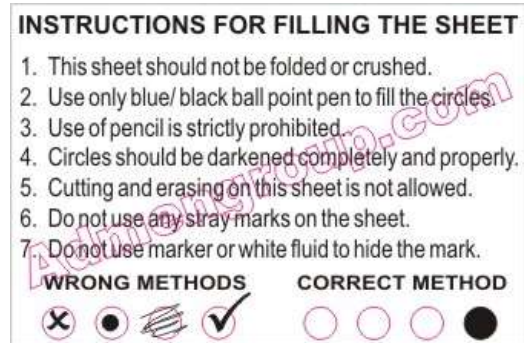 INSTRUCTIONS FOR FILLING THE SHEET
1. This sheet should not be folded or crushed.
2. Use only blue/ black ball point pen to fill the circles.
3. Use of pencil is strictly prohibited.
4. Circles should be darkened completely and properly.
5. Cutting and erasing on this sheet is not allowed.
6. Do not use any stray marks on the sheet.
7. Do not use marker or white fluid to hide the mark.
WRONG METHODS CORRECT METHOD
Admengroup.com